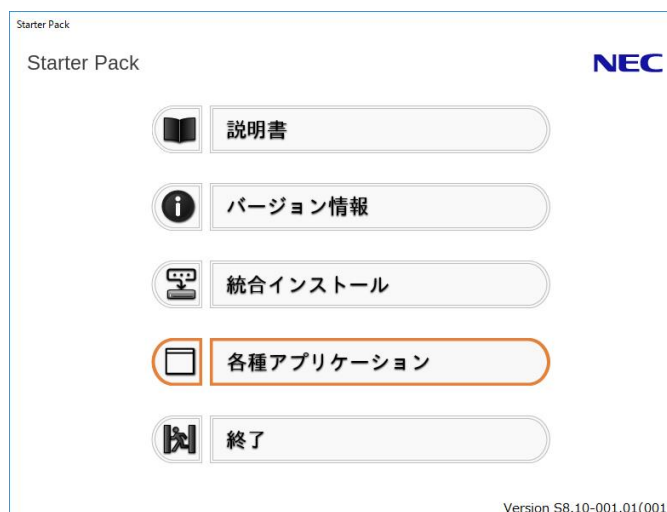 Starter Pack
Starter Pack
NEC
説明書
バージョン情報
統合インストール
各種アプリケーション
終了
Version S8.10-001.01(001